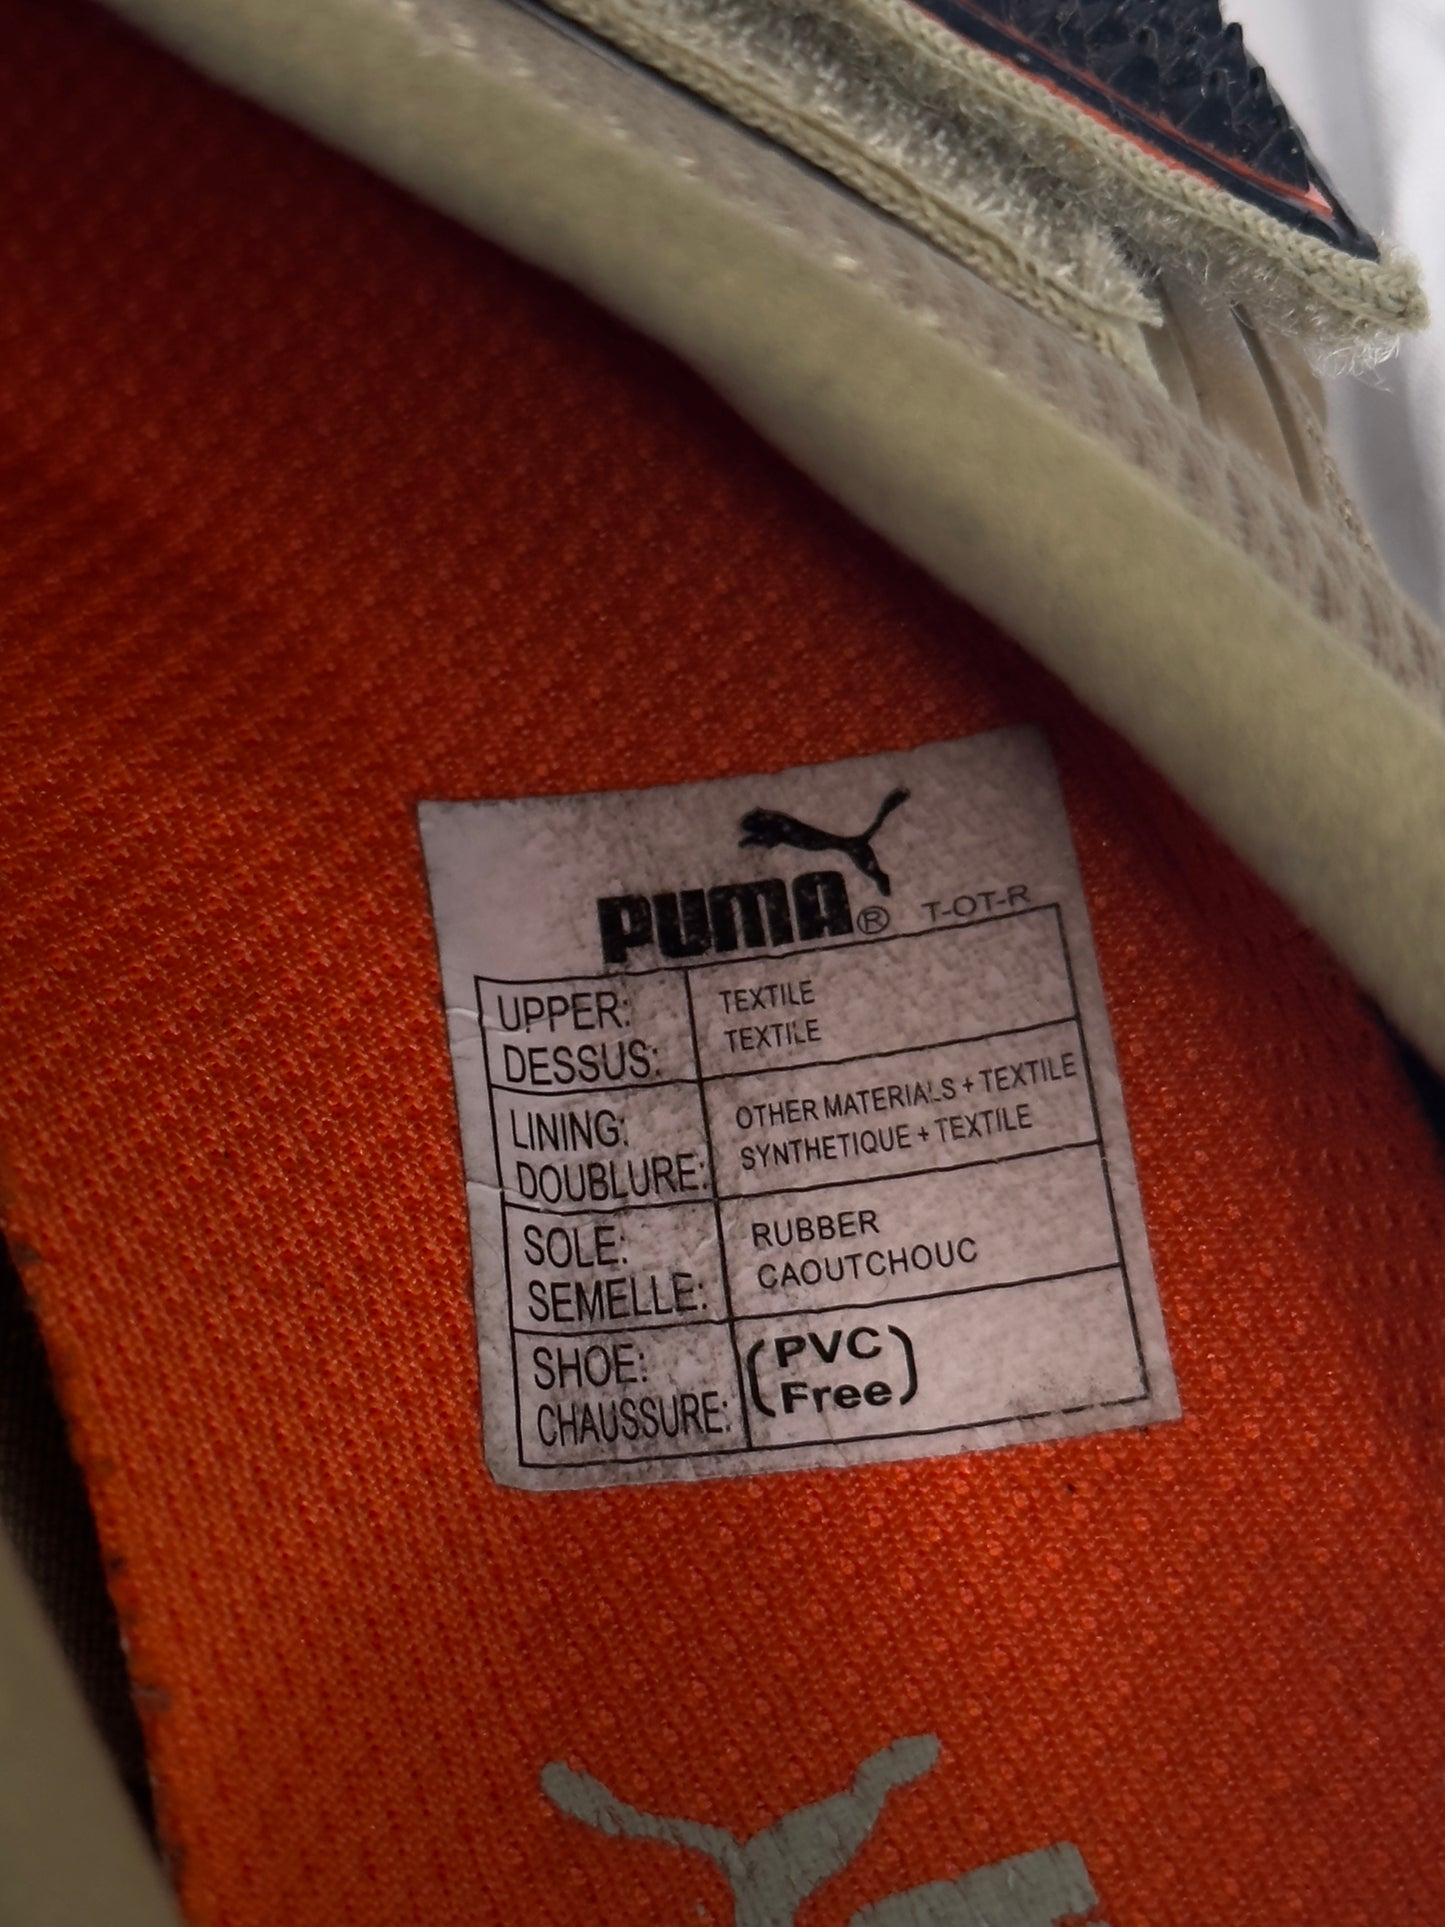 PUMA® T-OT-R
UPPER: TEXTILE
DESSUS: TEXTILE
LINING: OTHER MATERIALS + TEXTILE
DOUBLURE: SYNTHETIQUE + TEXTILE
SOLE: RUBBER
SEMELLE: CAOUTCHOUC
SHOE: (PVC
CHAUSSURE: Free)